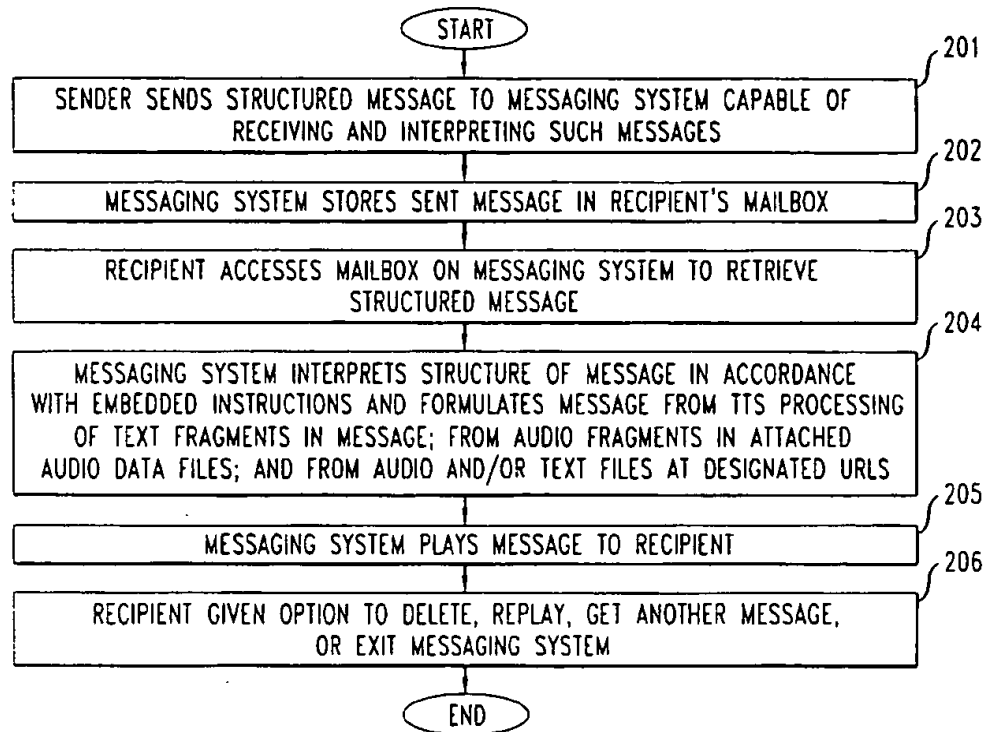 START
201
SENDER SENDS STRUCTURED MESSAGE TO MESSAGING SYSTEM CAPABLE OF
RECEIVING AND INTERPRETING SUCH MESSAGES
202
MESSAGING SYSTEM STORES SENT MESSAGE IN RECIPIENT'S MAILBOX
203
RECIPIENT ACCESSES MAILBOX ON MESSAGING SYSTEM TO RETRIEVE
STRUCTURED MESSAGE
204
MESSAGING SYSTEM INTERPRETS STRUCTURE OF MESSAGE IN ACCORDANCE
WITH EMBEDDED INSTRUCTIONS AND FORMULATES MESSAGE FROM TTS PROCESSING
OF TEXT FRAGMENTS IN MESSAGE; FROM AUDIO FRAGMENTS IN ATTACHED
AUDIO DATA FILES; AND FROM AUDIO AND/OR TEXT FILES AT DESIGNATED URLS
205
MESSAGING SYSTEM PLAYS MESSAGE TO RECIPIENT
206
RECIPIENT GIVEN OPTION TO DELETE, REPLAY, GET ANOTHER MESSAGE,
OR EXIT MESSAGING SYSTEM
END